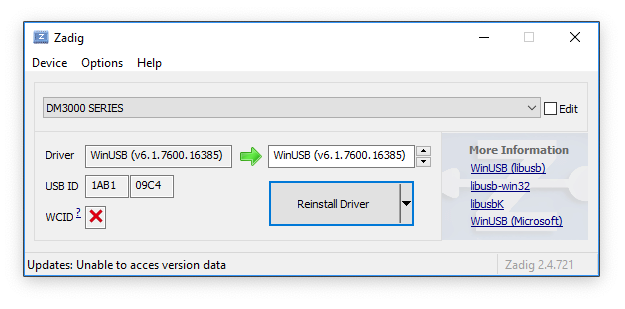 Zadig
Device Options Help
DM3000 SERIES
Edit
Driver WinUSB (v6.1.7600.16385) WinUSB (v6.1.7600.16385)
More Information
WinUSB (libusb)
USB ID 1AB1 09C4
libusb-win32
libusbK
WCID ?
Reinstall Driver
WinUSB (Microsoft)
Updates: Unable to acces version data
Zadig 2.4.721